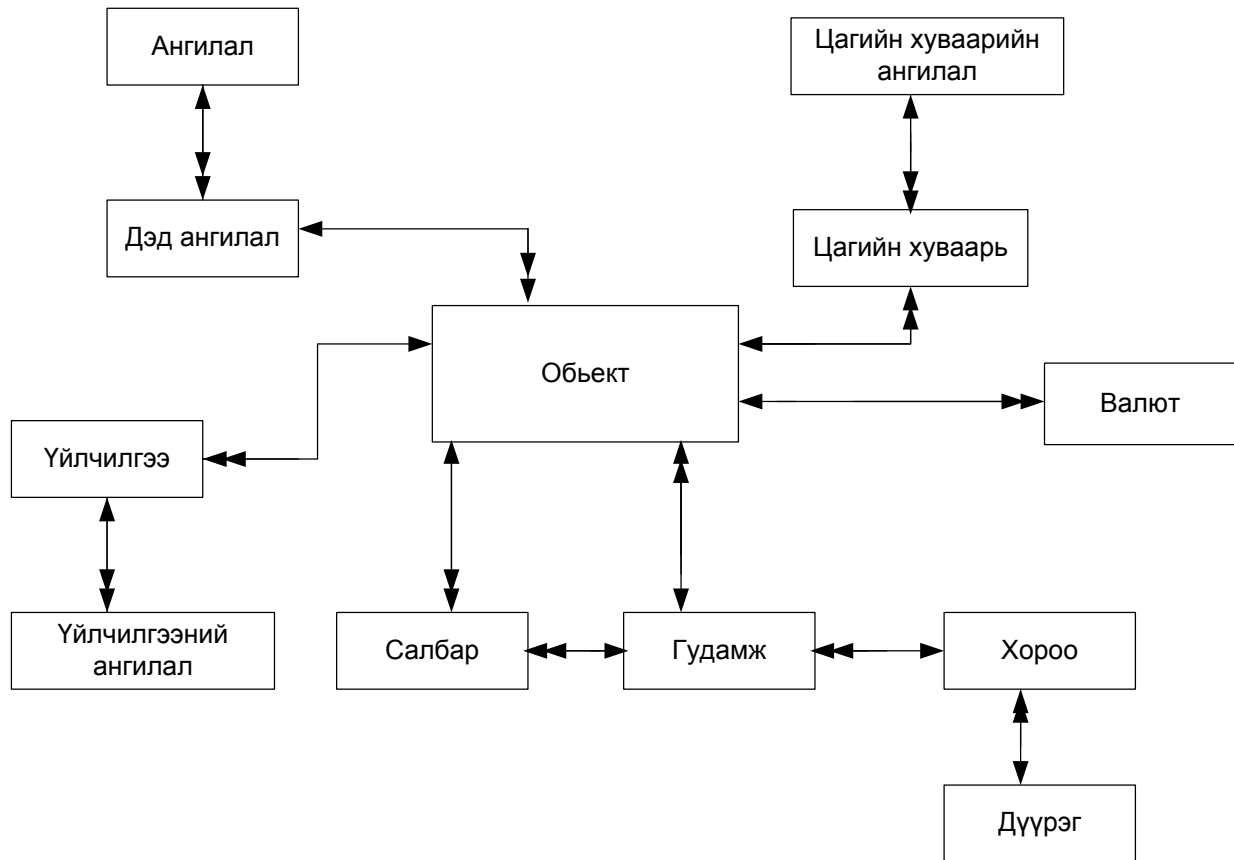 Ангилал
Цагийн хуваарийн
ангилал
Дэд ангилал
Цагийн хуваарь
Обьект
Валют
Үйлчилгээ
Үйлчилгээний
ангилал
Салбар
Гудамж
Хороо
Дүүрэг